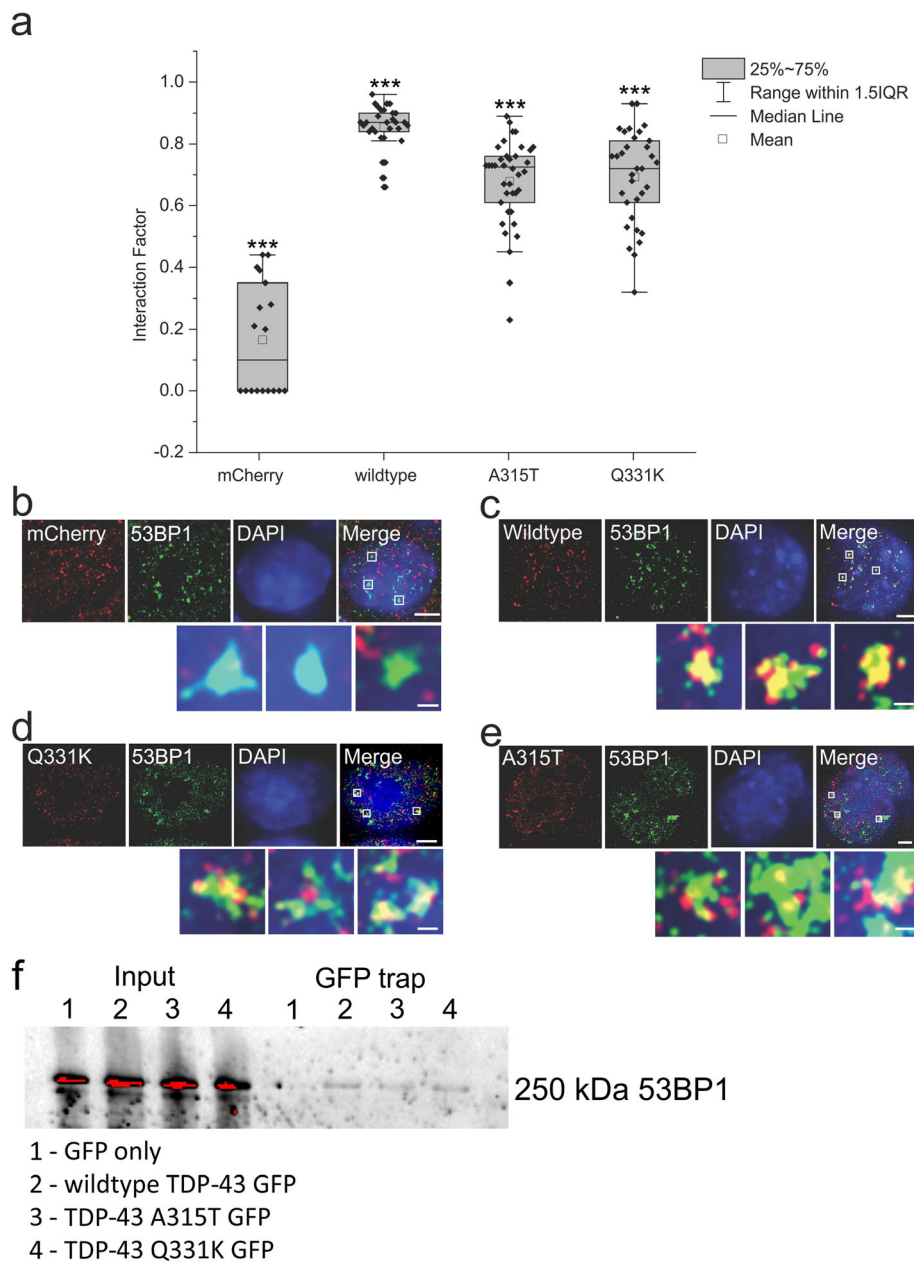 a
25%~75%
Range within 1.5IQR
Median Line
Mean
***
***
***
***
1.0
0.8
0.6
0.4
0.2
0.0
-0.2
Interaction Factor
mCherry
wildtype
A315T
Q331K
b
mCherry
53BP1
DAPI
Merge
c
Wildtype
53BP1
DAPI
Merge
d
Q331K
53BP1
DAPI
Merge
e
A315T
53BP1
DAPI
Merge
f
Input
GFP trap
1 2 3 4 1 2 3 4
250 kDa 53BP1
1 - GFP only
2 - wildtype TDP-43 GFP
3 - TDP-43 A315T GFP
4 - TDP-43 Q331K GFP